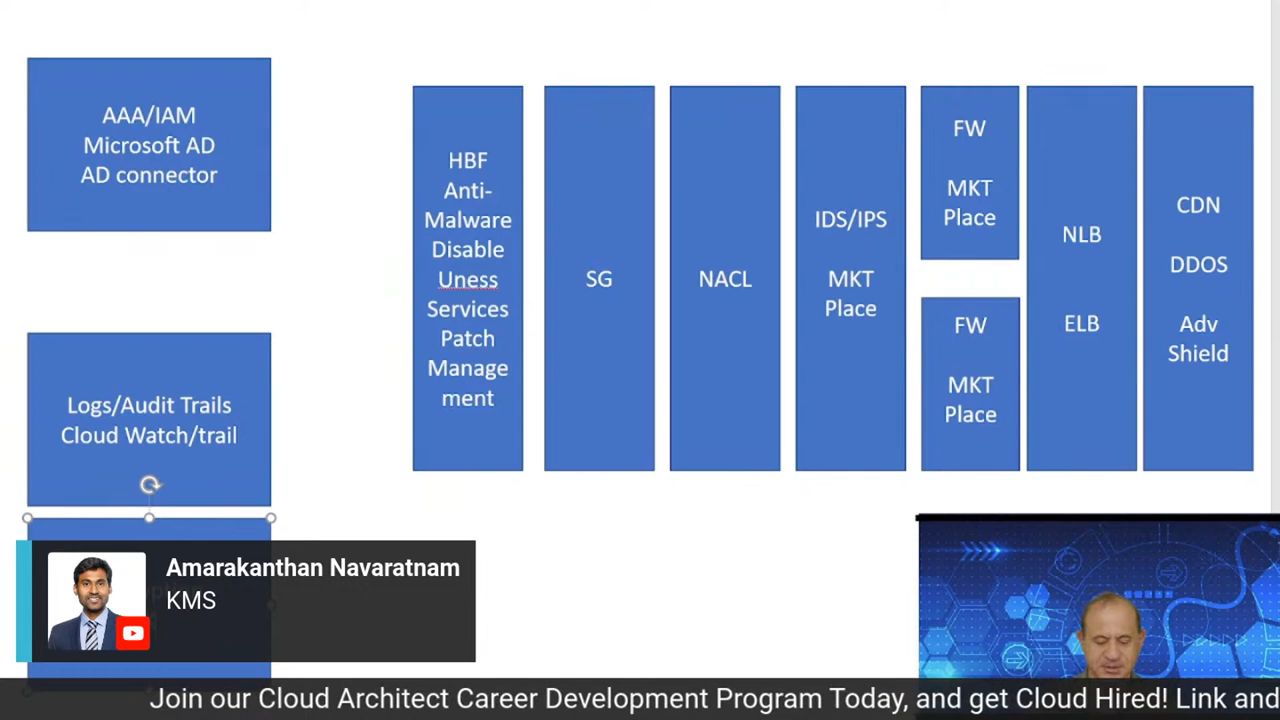 AAA/IAM
Microsoft AD
AD connector
Logs/Audit Trails
Cloud Watch/trail
HBF
Anti-
Malware
Disable
Uness
Services
Patch
Manage
ment
SG
NACL
IDS/IPS
MKT
Place
FW
MKT
Place
FW
MKT
Place
NLB
ELB
CDN
DDOS
Adv
Shield
Amarakanthan Navaratnam
KMS
Join our Cloud Architect Career Development Program Today, and get Cloud Hired! Link and